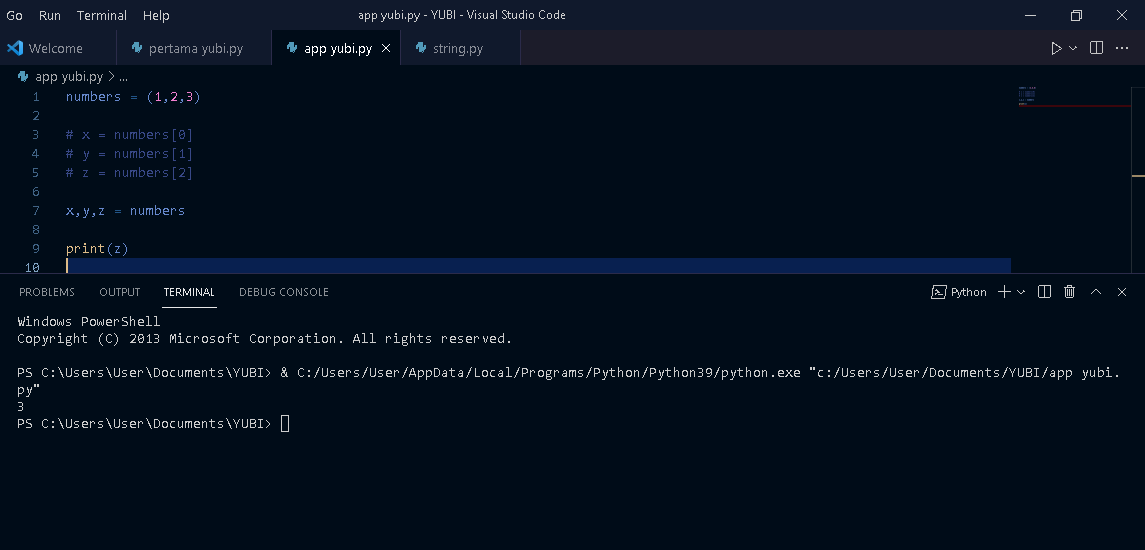 Go Run Terminal Help app yubi.py - YUBI - Visual Studio Code
Welcome pertama yubi.py app yubi.py string.py
app yubi.py > ...
1 numbers = (1,2,3)
2
3 # x = numbers[0]
4 # y = numbers[1]
5 # z = numbers[2]
6
7 x,y,z = numbers
8
9 print(z)
10
PROBLEMS OUTPUT TERMINAL DEBUG CONSOLE Python
Windows PowerShell
Copyright (C) 2013 Microsoft Corporation. All rights reserved.
PS C:\Users\User\Documents\YUBI> & C:/Users/User/AppData/Local/Programs/Python/Python39/python.exe "c:/Users/User/Documents/YUBI/app yubi.
py"
3
PS C:\Users\User\Documents\YUBI>